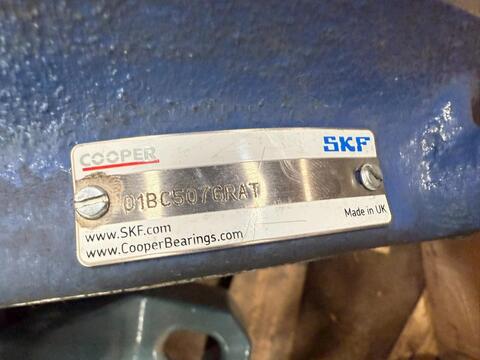 COOPER
SKF
01BC507GRAT
www.SKF.com
www.CooperBearings.com
Made in UK